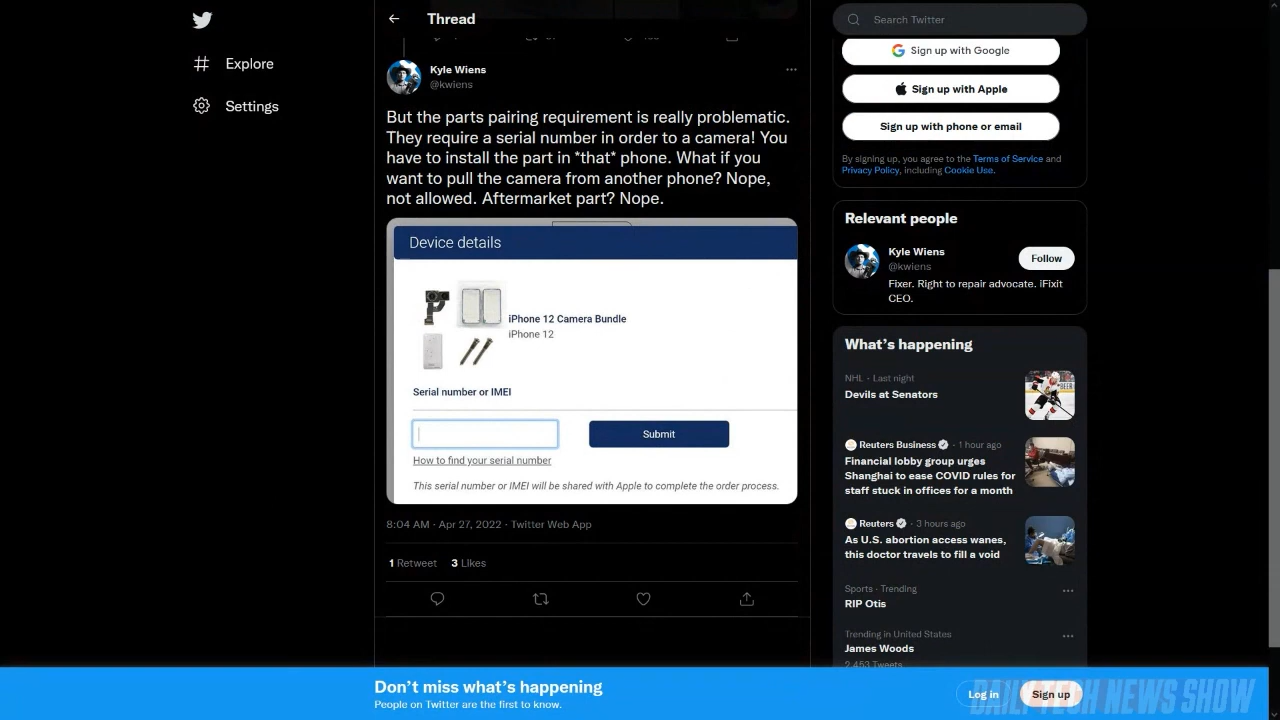 Explore
Settings
Thread
Kyle Wiens
@kwiens
But the parts pairing requirement is really problematic.
They require a serial number in order to a camera! You
have to install the part in *that* phone. What if you
want to pull the camera from another phone? Nope,
not allowed. Aftermarket part? Nope.
Device details
iPhone 12 Camera Bundle
iPhone 12
Serial number or IMEI
Submit
How to find your serial number
This serial number or IMEI will be shared with Apple to complete the order process.
8:04 AM · Apr 27, 2022 · Twitter Web App
1 Retweet 3 Likes
Search Twitter
Sign up with Google
Sign up with Apple
Sign up with phone or email
By signing up, you agree to the Terms of Service and
Privacy Policy, including Cookie Use.
Relevant people
Kyle Wiens
@kwiens
Follow
Fixer. Right to repair advocate. iFixit
CEO.
What's happening
NHL · Last night
Devils at Senators
Reuters Business · 1 hour ago
Financial lobby group urges
Shanghai to ease COVID rules for
staff stuck in offices for a month
Reuters · 3 hours ago
As U.S. abortion access wanes,
this doctor travels to fill a void
Sports · Trending
RIP Otis
Trending in United States
James Woods
2,453 Tweets
Don't miss what's happening
People on Twitter are the first to know.
Log in
Sign up
DAILY TECH NEWS SHOW